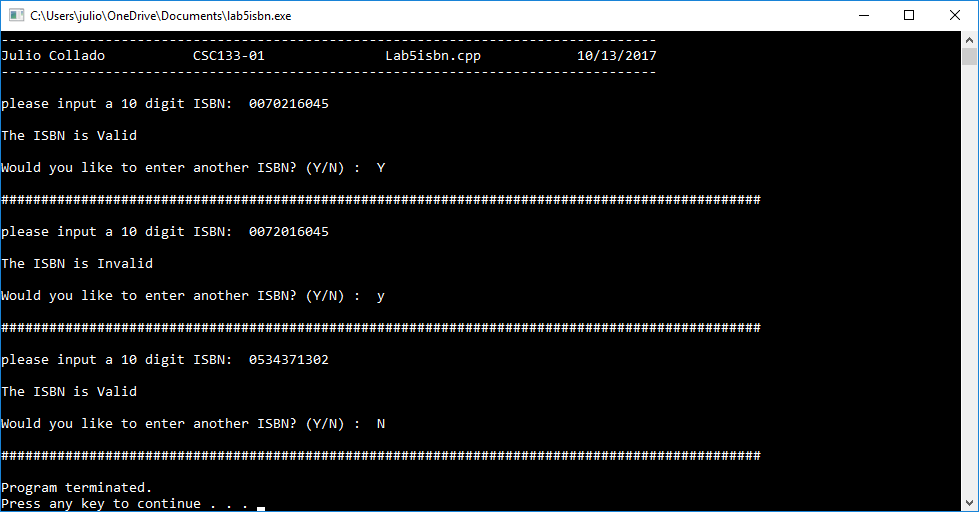 C:\Users\julio\OneDrive\Documents\lab5isbn.exe
----------------------------------------------------------------------------------
Julio Collado           CSC133-01               Lab5isbn.cpp            10/13/2017
----------------------------------------------------------------------------------
please input a 10 digit ISBN:  0070216045
The ISBN is Valid
Would you like to enter another ISBN? (Y/N) :  Y
###############################################################################################
please input a 10 digit ISBN:  0072016045
The ISBN is Invalid
Would you like to enter another ISBN? (Y/N) :  y
###############################################################################################
please input a 10 digit ISBN:  0534371302
The ISBN is Valid
Would you like to enter another ISBN? (Y/N) :  N
###############################################################################################
Program terminated.
Press any key to continue . . .